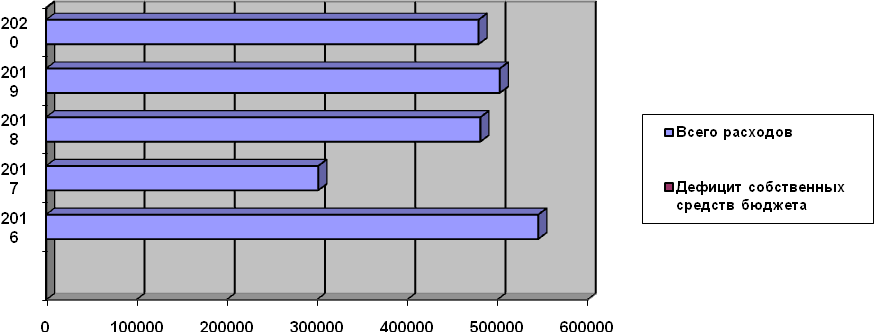 202
0
201
9
201
8
201
7
201
6
0 100000 200000 300000 400000 500000 600000
Всего расходов
Дефицит собственных
средств бюджета